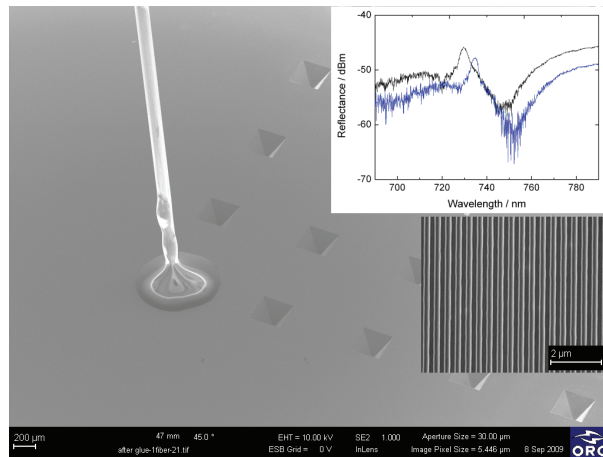 -40
-50
-60
-70
Reflectance / dBm
700 720 740 760 780
Wavelength / nm
2 µm
200 µm
47 mm 45.0 °
after glue-1fiber-21.tif
EHT = 10.00 kV
ESB Grid = 0 V
SE2 1.000
InLens
Aperture Size = 30.00 µm
Image Pixel Size = 5.446 µm
8 Sep 2009
ORC